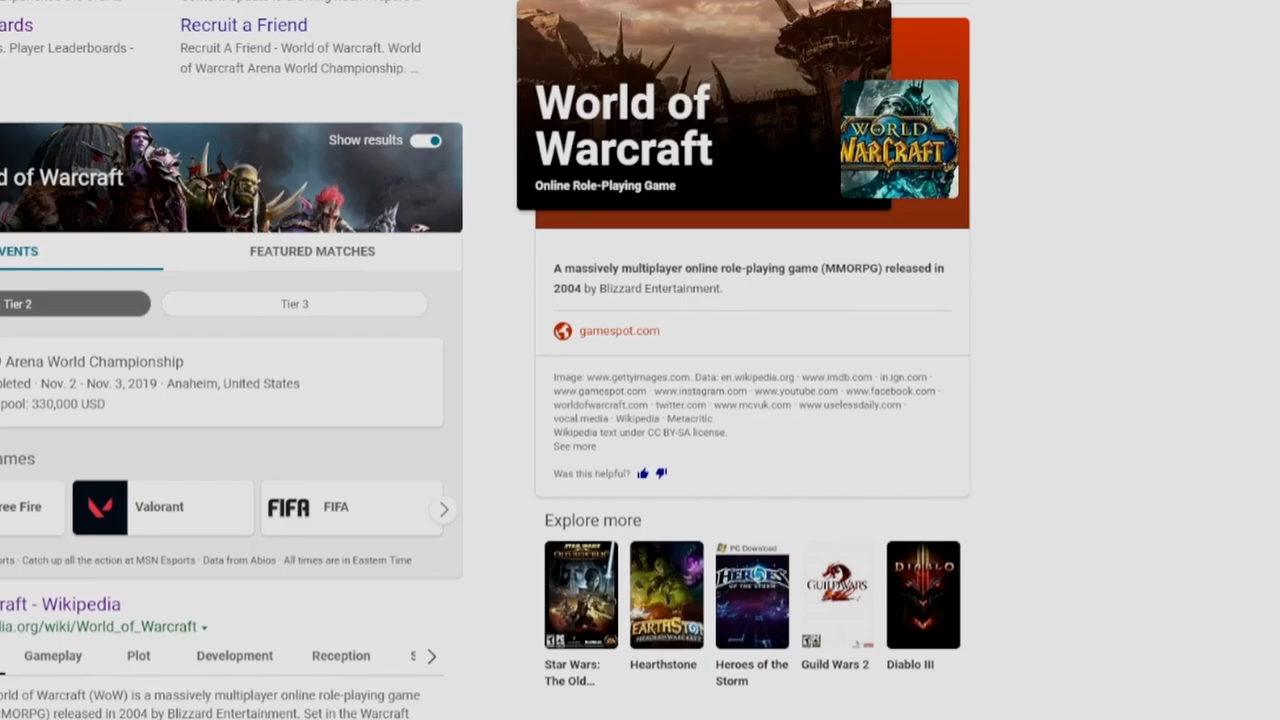 ards
Recruit a Friend
s. Player Leaderboards -
Recruit A Friend - World of Warcraft. World
of Warcraft Arena World Championship. ...
Show results
d of Warcraft
VENTS
FEATURED MATCHES
Tier 2
Tier 3
Arena World Championship
leted · Nov. 2 - Nov. 3, 2019 · Anaheim, United States
pool: 330,000 USD
ames
ree Fire
Valorant
FIFA
FIFA
orts · Catch up all the action at MSN Esports · Data from Abios · All times are in Eastern Time
raft - Wikipedia
dia.org/wiki/World_of_Warcraft
Gameplay
Plot
Development
Reception
orld of Warcraft (WoW) is a massively multiplayer online role-playing game
MMORPG) released in 2004 by Blizzard Entertainment. Set in the Warcraft
World of
Warcraft
Online Role-Playing Game
WORLD
WARCRAFT
A massively multiplayer online role-playing game (MMORPG) released in
2004 by Blizzard Entertainment.
gamespot.com
Image: www.gettyimages.com. Data: en.wikipedia.org · www.imdb.com · in.ign.com ·
www.gamespot.com · www.instagram.com · www.youtube.com · www.facebook.com ·
worldofwarcraft.com · twitter.com · www.mcvuk.com · www.uselessdaily.com ·
vocal.media · Wikipedia · Metacritic
Wikipedia text under CC BY-SA license.
See more
Was this helpful?
Explore more
STAR WARS
PC Download
HEROES
OF THE STORM
GUILD WARS
2
DIABLO
Star Wars:
The Old...
Hearthstone
Heroes of the
Storm
Guild Wars 2
Diablo III